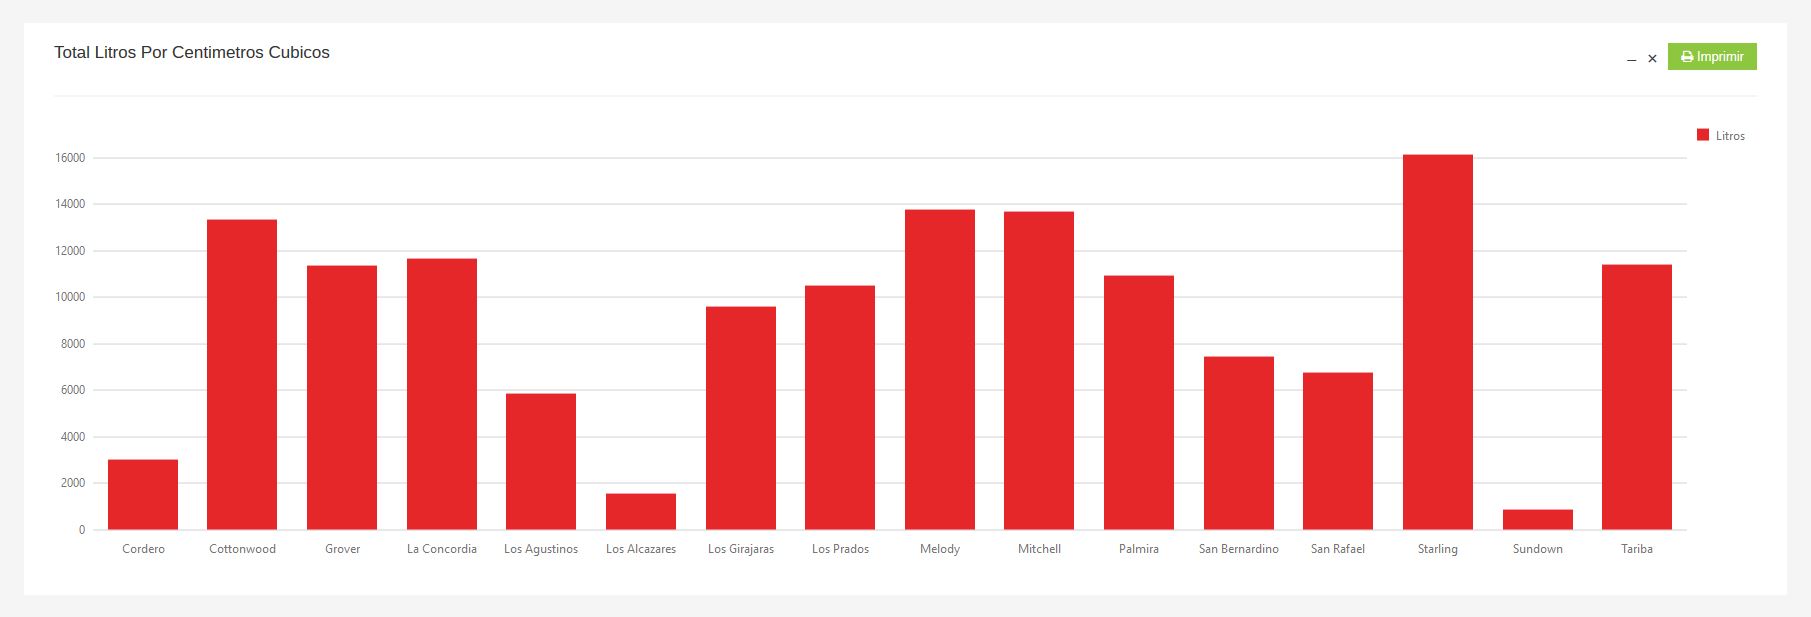 Total Litros Por Centimetros Cubicos
– × Imprimir
Litros
16000
14000
12000
10000
8000
6000
4000
2000
0
Cordero Cottonwood Grover La Concordia Los Agustinos Los Alcazares Los Girajaras Los Prados Melody Mitchell Palmira San Bernardino San Rafael Starling Sundown Tariba